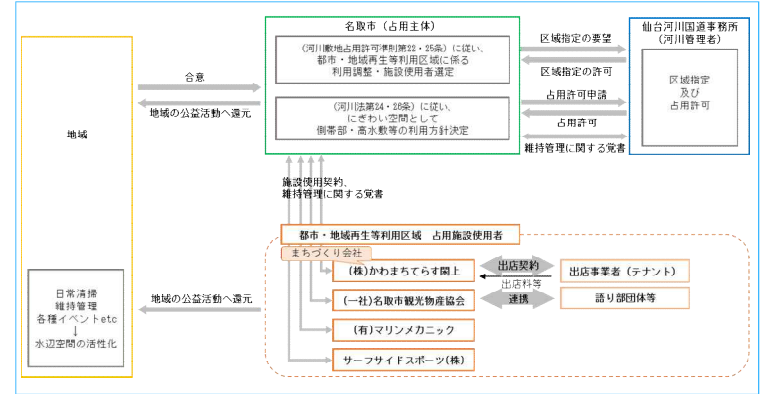 名取市（占用主体）
(河川敷地占用許可準則第22・25条) に従い、
都市・地域再生等利用区域に係る
利用調整・施設使用者選定
(河川法第24・26条) に従い、
にぎわい空間として
側帯部・高水敷等の利用方針決定
区域指定の要望
区域指定の許可
占用許可申請
占用許可
維持管理に関する覚書
仙台河川国道事務所
（河川管理者）
区域指定
及び
占用許可
合意
地域の公益活動へ還元
地域
施設使用契約、
維持管理に関する覚書
都市・地域再生等利用区域　占用施設使用者
まちづくり会社
(株)かわまちてらす閖上
(一社)名取市観光物産協会
(有)マリンメカニック
サーフサイドスポーツ(株)
出店契約
出店料等
連携
出店事業者（テナント）
語り部団体等
地域の公益活動へ還元
日常清掃
維持管理
各種イベントetc
↓
水辺空間の活性化